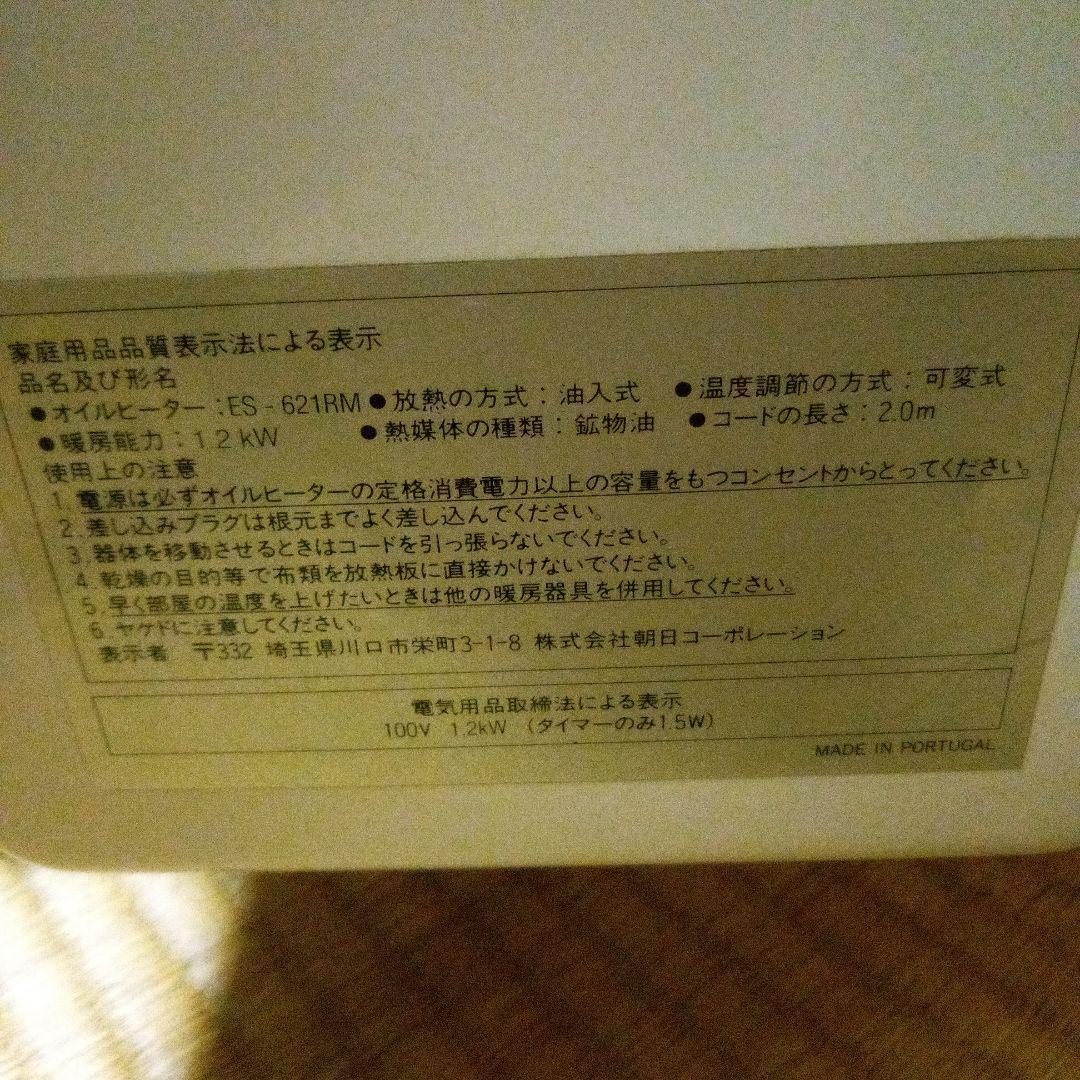 家庭用品品質表示法による表示
品名及び形名
●オイルヒーター：ES-621RM ●放熱の方式：油入式 ●温度調節の方式：可変式
●暖房能力：1.2kW ●熱媒体の種類：鉱物油 ●コードの長さ：2.0m
使用上の注意
1. 電源は必ずオイルヒーターの定格消費電力以上の容量をもつコンセントからとってください。
2. 差し込みプラグは根元までよく差し込んでください。
3. 器体を移動させるときはコードを引っ張らないでください。
4. 乾燥の目的等で布類を放熱板に直接かけないでください。
5. 早く部屋の温度を上げたいときは他の暖房器具を併用してください。
6. ヤケドに注意してください。
表示者 〒332 埼玉県川口市栄町3-1-8 株式会社朝日コーポレーション
電気用品取締法による表示
100V 1.2kW （タイマーのみ1.5W）
MADE IN PORTUGAL